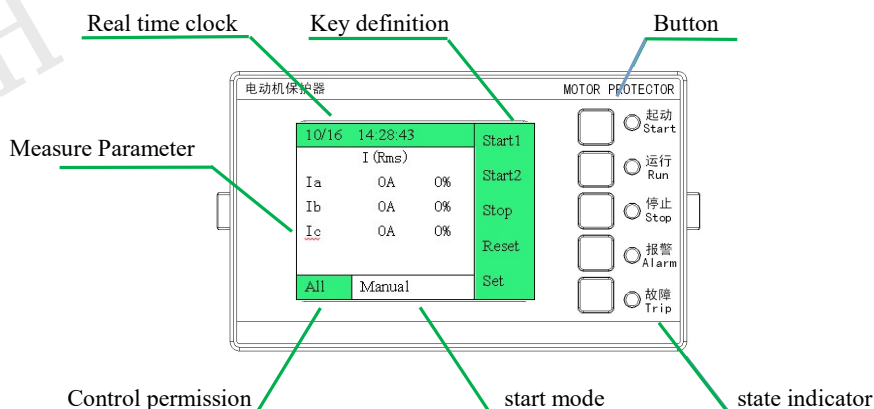 Real time clock
Key definition
Button
电动机保护器
MOTOR PROTECTOR
10/16 14:28:43
Start1
起动
Start
Measure Parameter
I(Rms)
Ia 0A 0%
Start2
运行
Run
Ib 0A 0%
Stop
停止
Stop
Ic 0A 0%
Reset
报警
Alarm
All
Manual
Set
故障
Trip
Control permission
start mode
state indicator